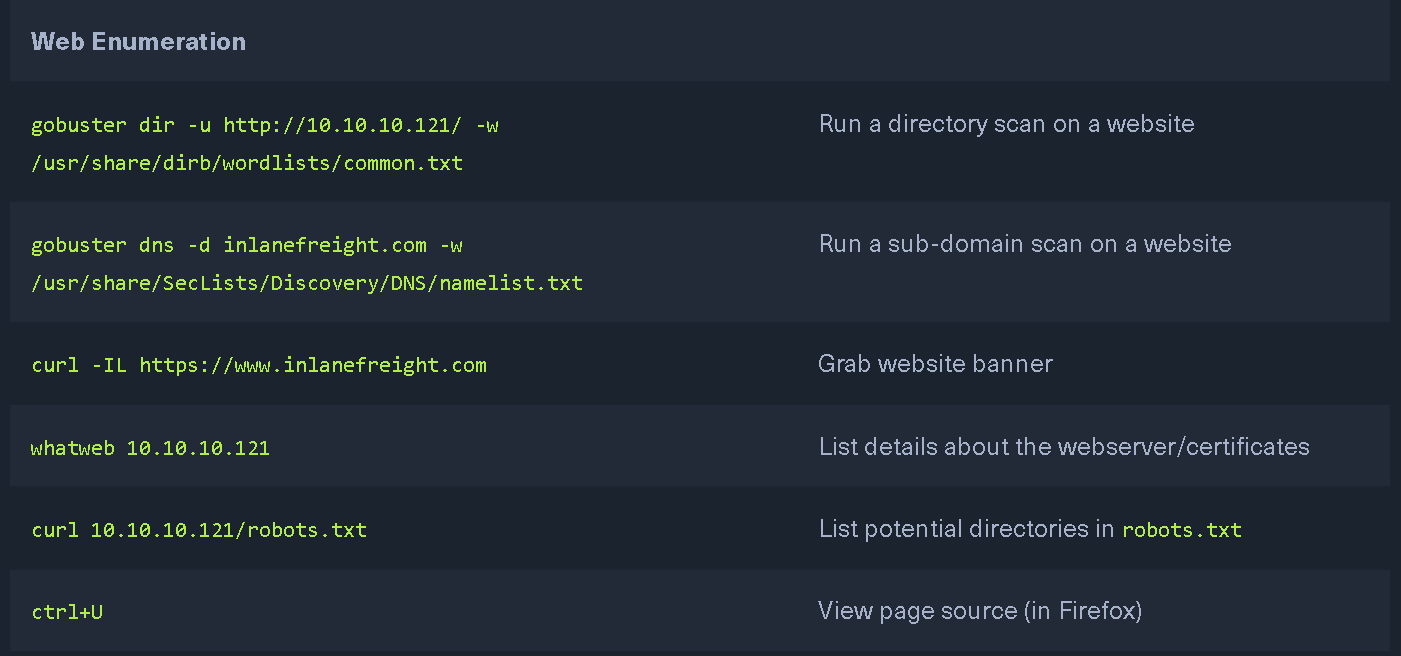 Web Enumeration
gobuster dir -u http://10.10.10.121/ -w
/usr/share/dirb/wordlists/common.txt
Run a directory scan on a website
gobuster dns -d inlanefreight.com -w
/usr/share/SecLists/Discovery/DNS/namelist.txt
Run a sub-domain scan on a website
curl -IL https://www.inlanefreight.com
Grab website banner
whatweb 10.10.10.121
List details about the webserver/certificates
curl 10.10.10.121/robots.txt
List potential directories in robots.txt
ctrl+U
View page source (in Firefox)